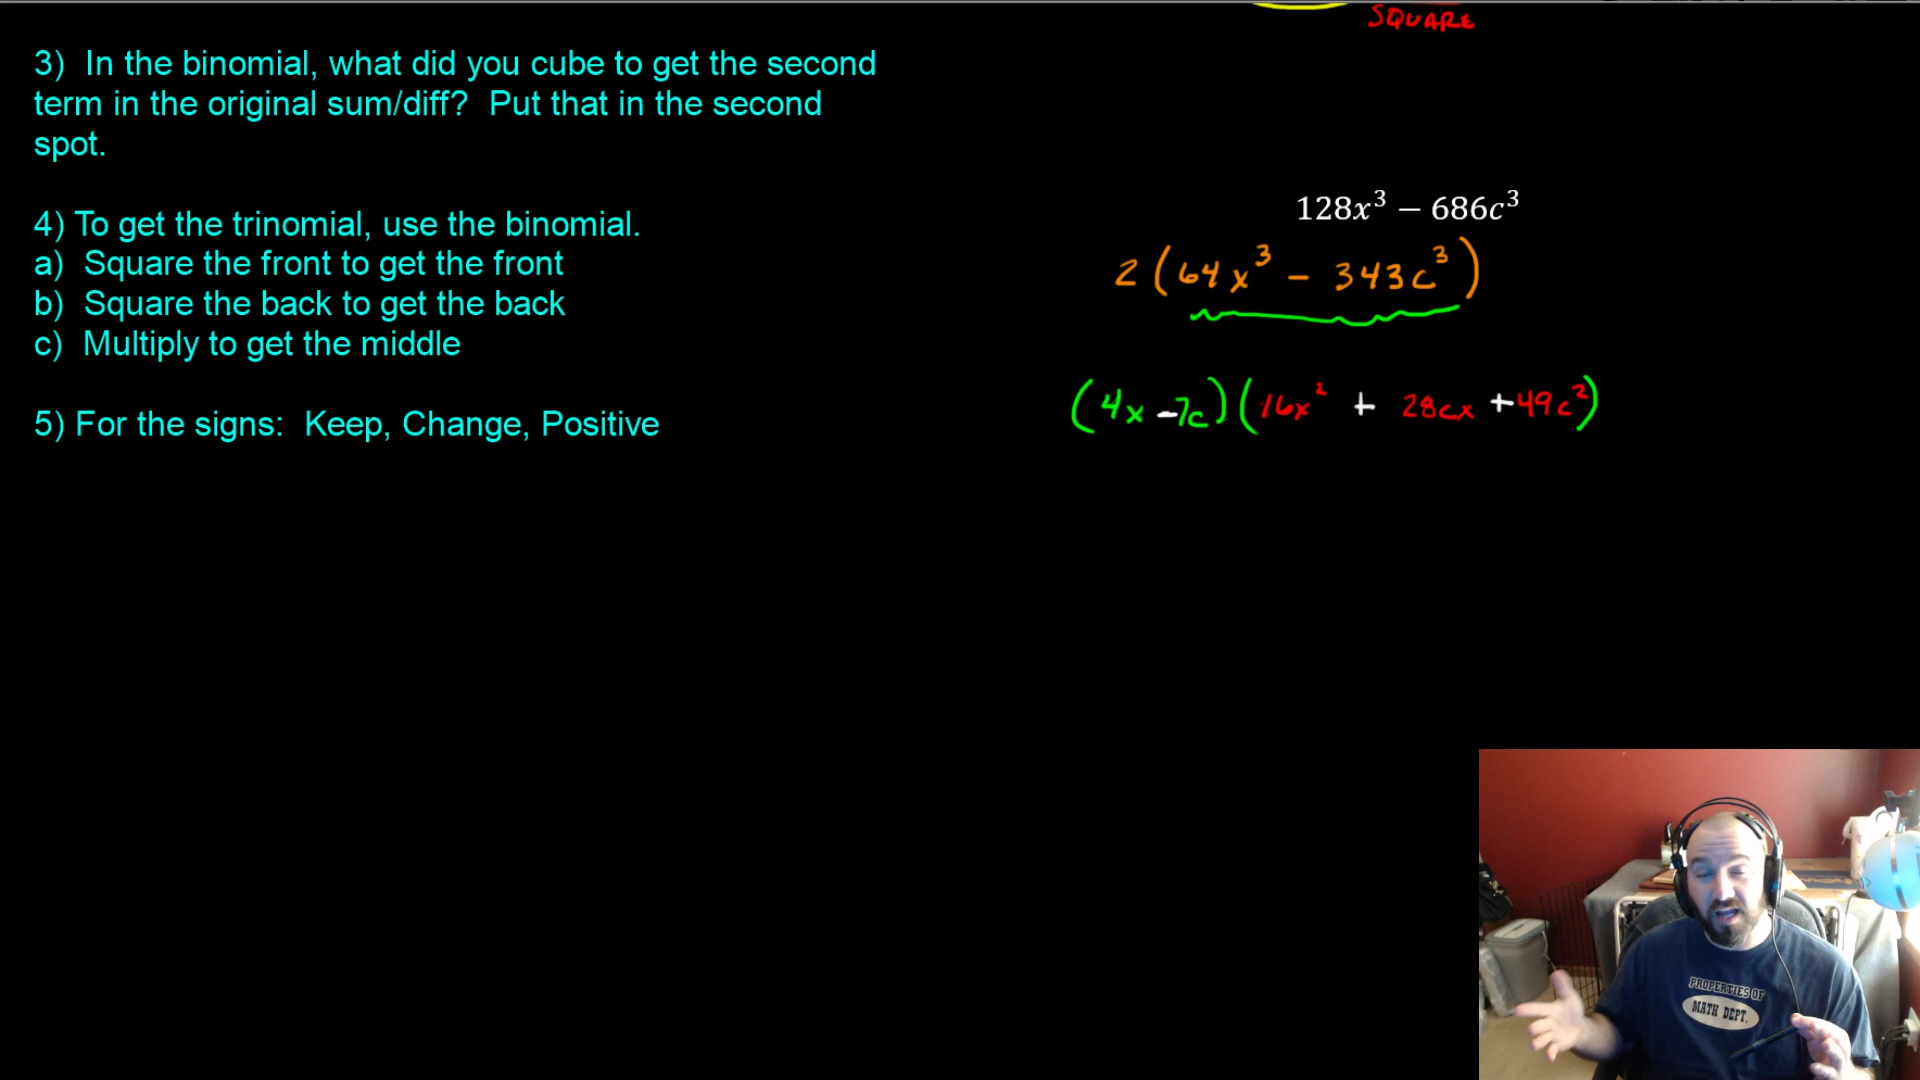 SQUARE
3) In the binomial, what did you cube to get the second
term in the original sum/diff? Put that in the second
spot.
4) To get the trinomial, use the binomial.
a) Square the front to get the front
b) Square the back to get the back
c) Multiply to get the middle
5) For the signs: Keep, Change, Positive
128x³ – 686c³
2 (64x³ - 343c³)
(4x - 7c)(16x² + 28cx + 49c²)
PROPERTIES OF
MATH DEPT.